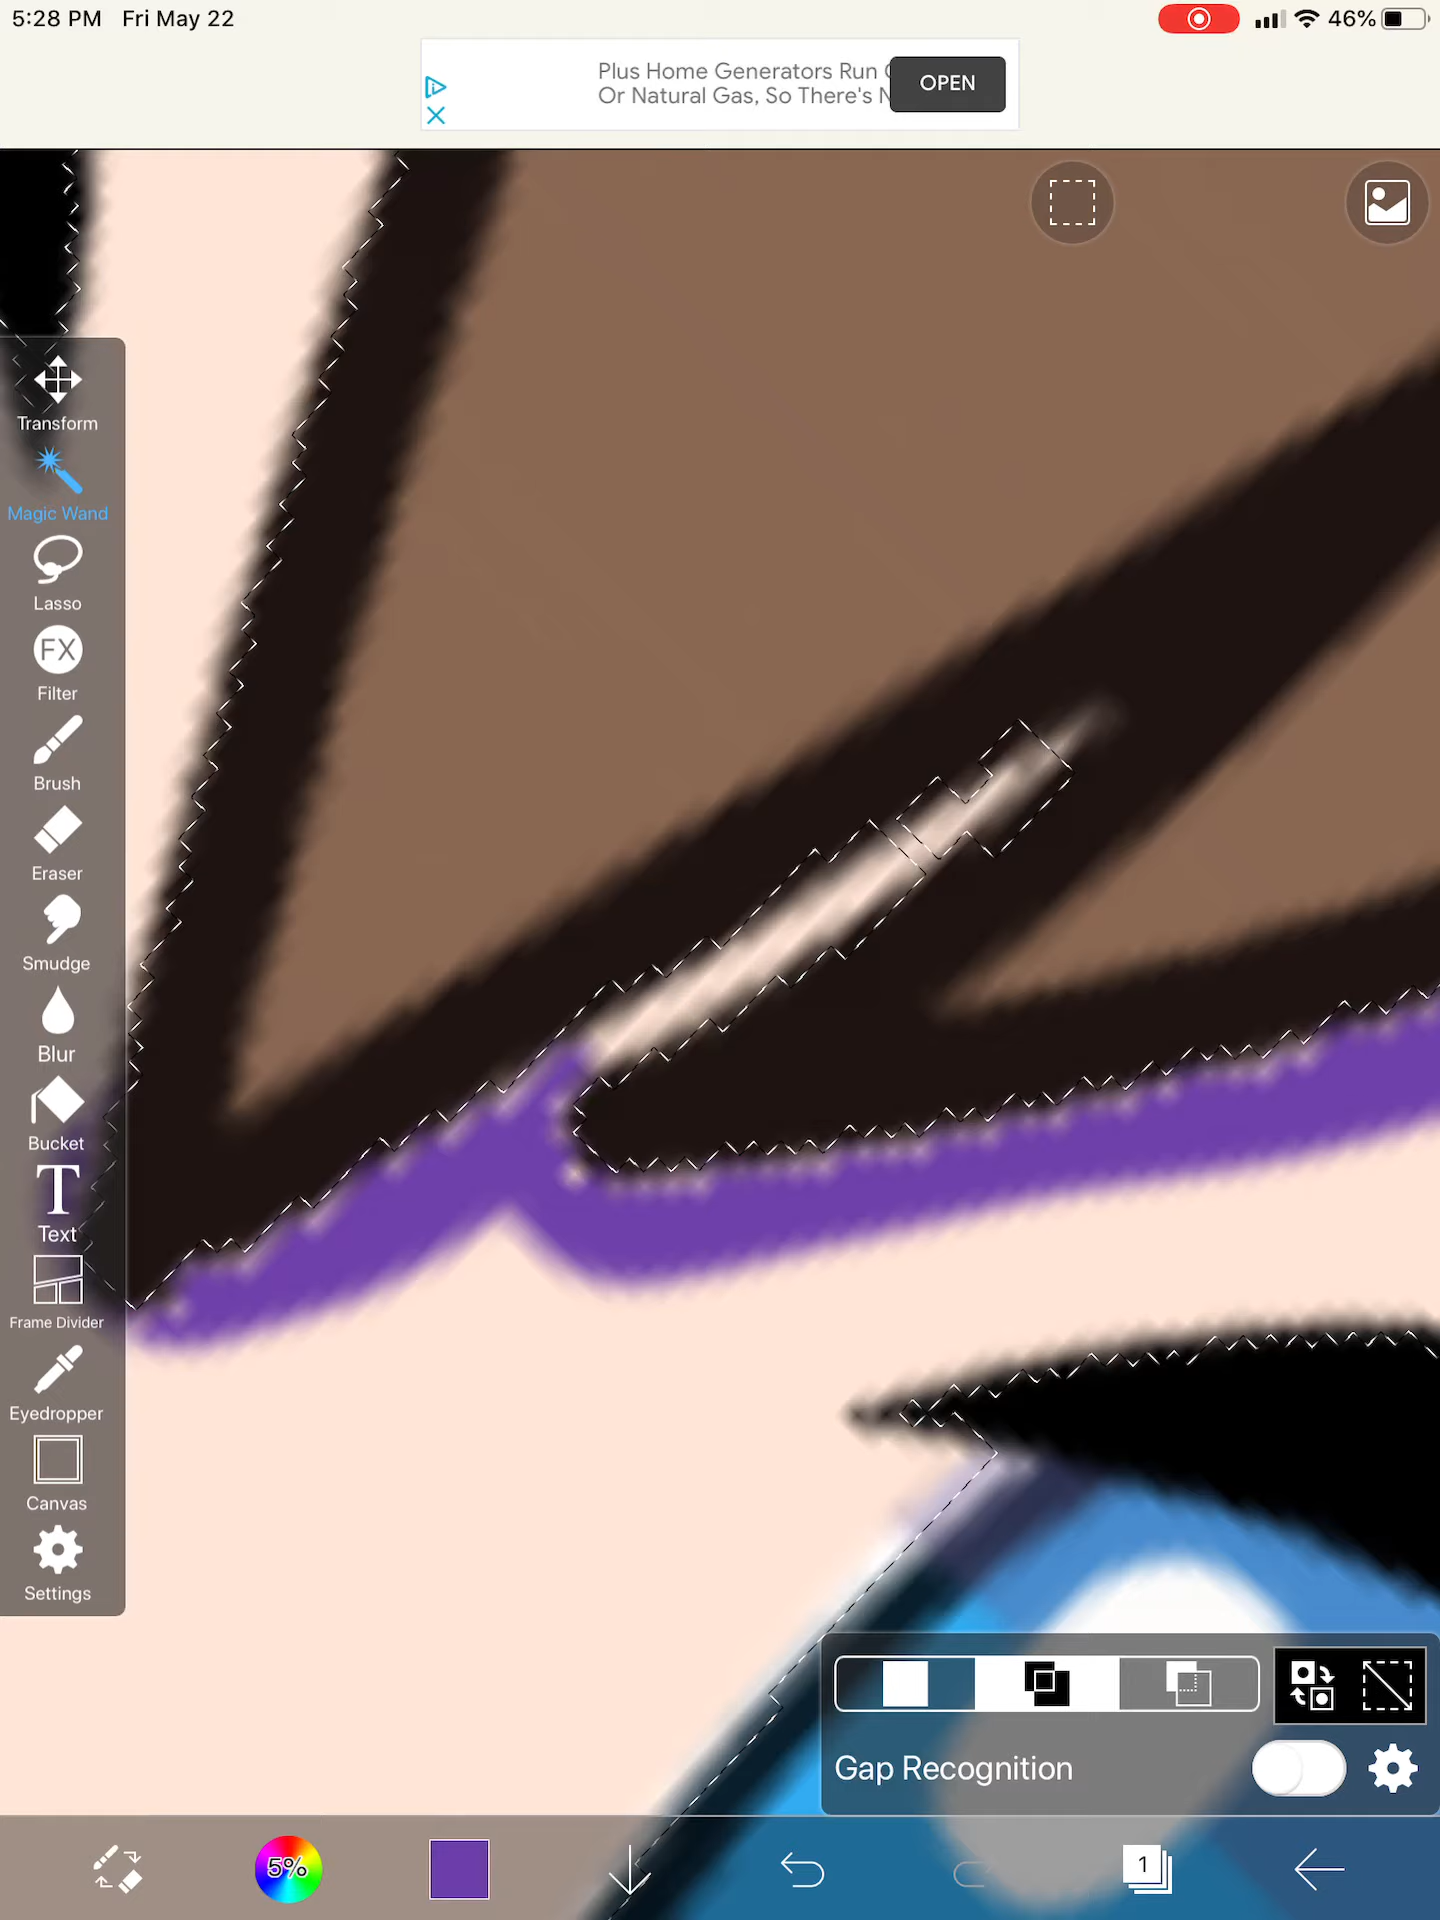 5:28 PM Fri May 22
46%
Plus Home Generators Run
Or Natural Gas, So There's
OPEN
Transform
Magic Wand
Lasso
FX
Filter
Brush
Eraser
Smudge
Blur
Bucket
T
Text
Frame Divider
Eyedropper
Canvas
Settings
Gap Recognition
5%
1